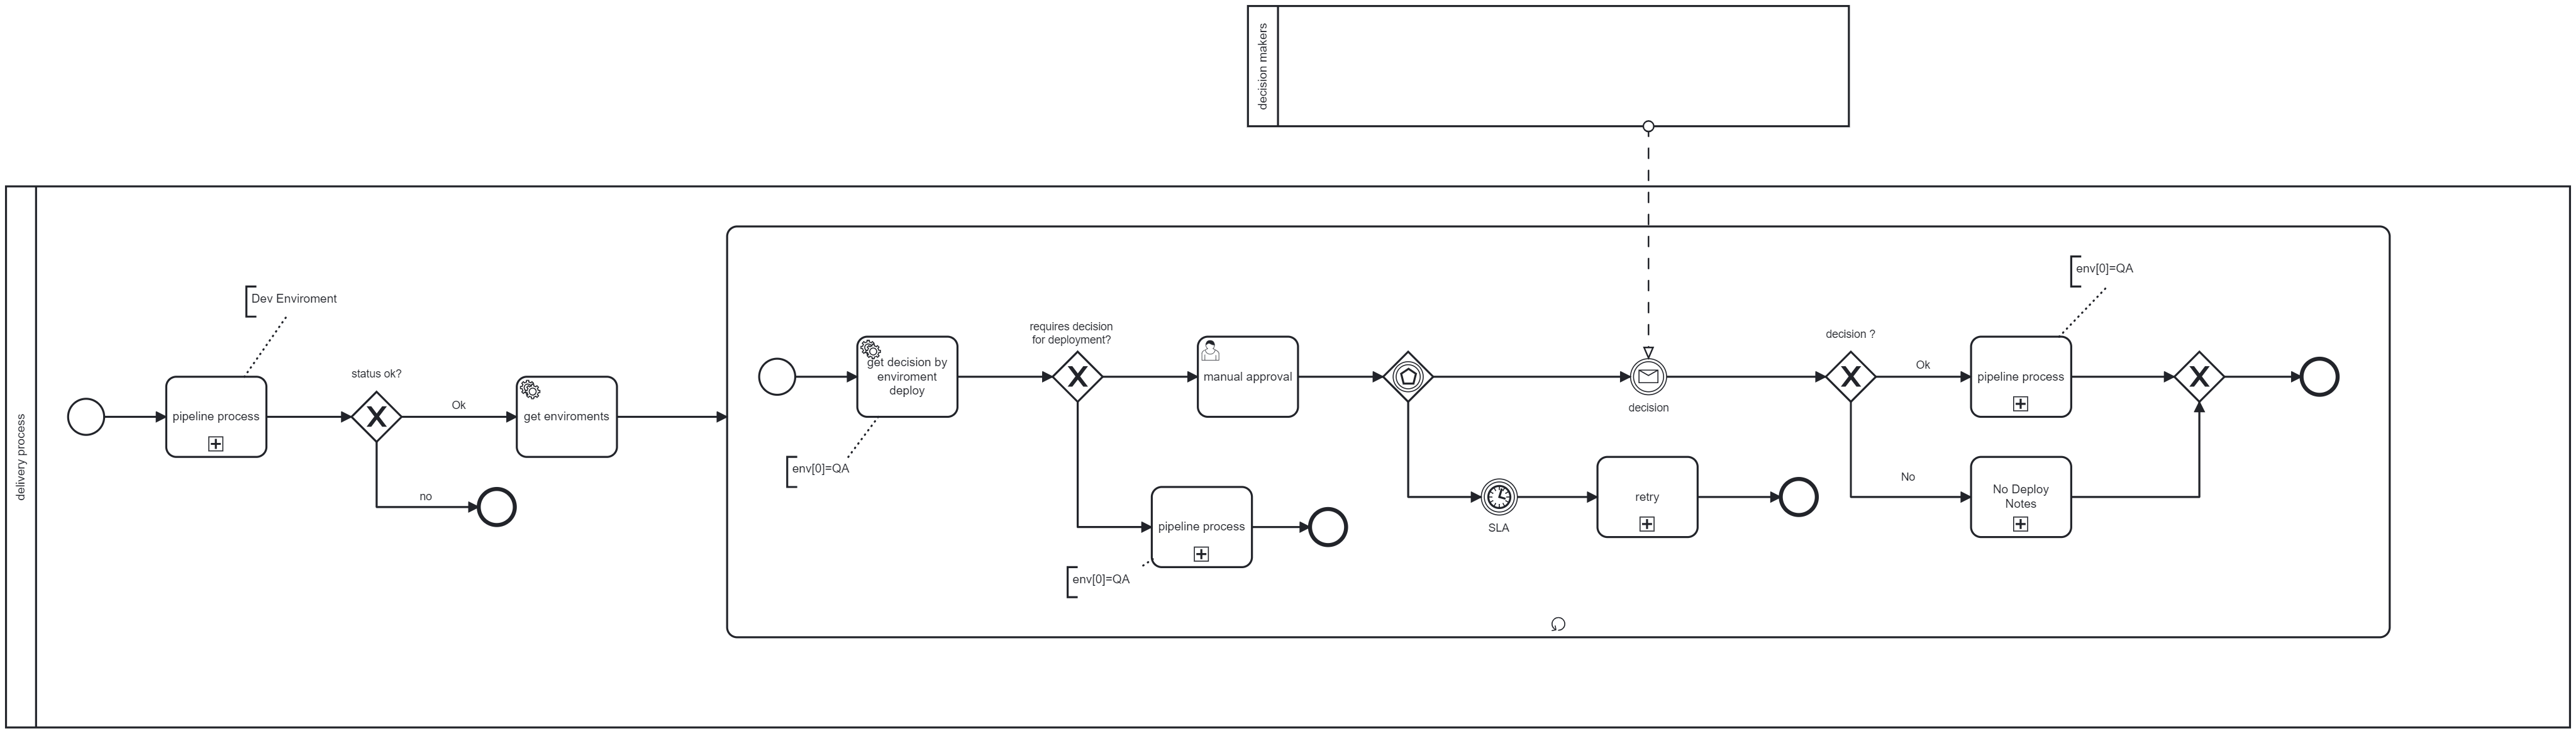 decision makers
delivery process
Dev Enviroment
pipeline process
status ok?
Ok
no
get enviroments
get decision by
enviroment
deploy
env[0]=QA
requires decision
for deployment?
pipeline process
env[0]=QA
manual approval
decision
SLA
retry
decision ?
Ok
No
pipeline process
env[0]=QA
No Deploy
Notes